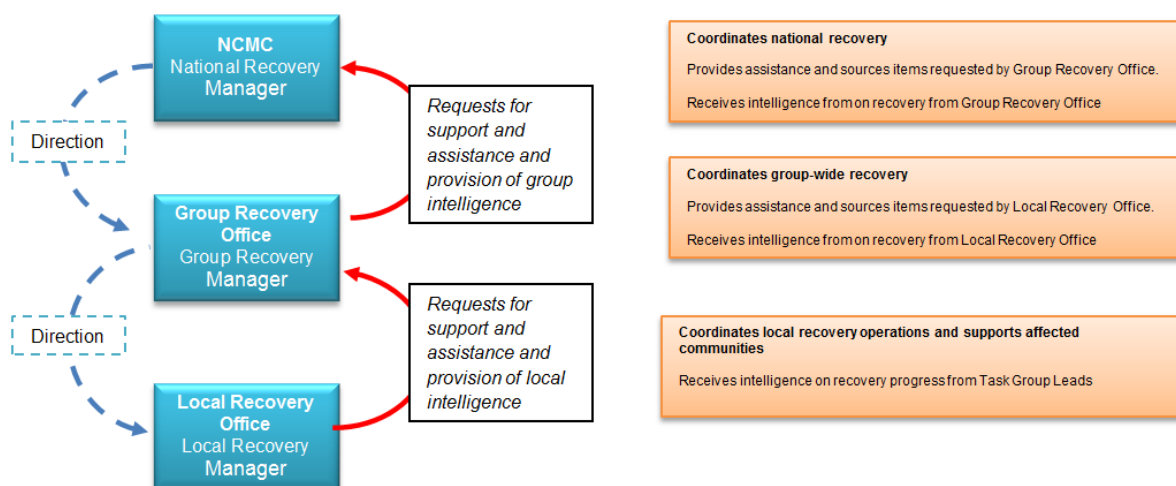 NCMC
National Recovery
Manager
Direction
Requests for
support and
assistance and
provision of group
intelligence
Group Recovery
Office
Group Recovery
Manager
Direction
Requests for
support and
assistance and
provision of local
intelligence
Local Recovery
Office
Local Recovery
Manager
Coordinates national recovery
Provides assistance and sources items requested by Group Recovery Office.
Receives intelligence from on recovery from Group Recovery Office
Coordinates group-wide recovery
Provides assistance and sources items requested by Local Recovery Office.
Receives intelligence from on recovery from Local Recovery Office
Coordinates local recovery operations and supports affected
communities
Receives intelligence on recovery progress from Task Group Leads